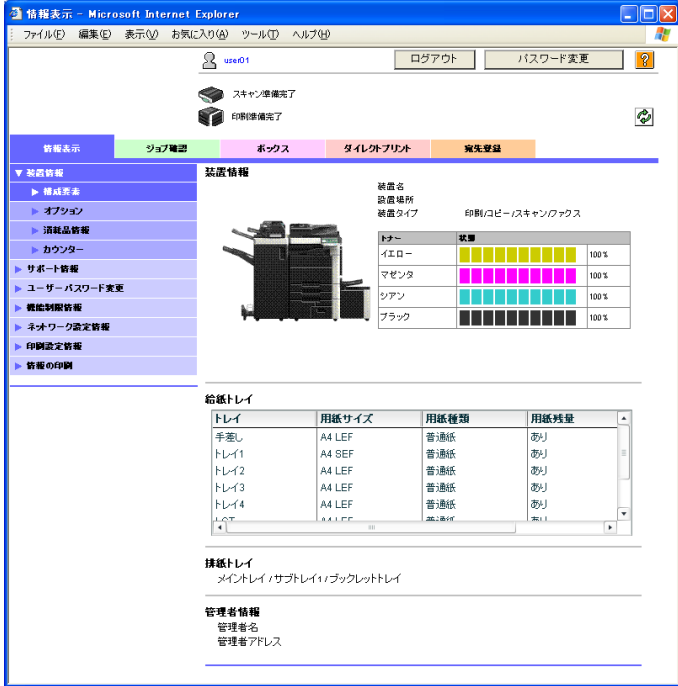 情報表示 - Microsoft Internet Explorer
ファイル(F) 編集(E) 表示(V) お気に入り(A) ツール(T) ヘルプ(H)
user01 ログアウト パスワード変更 ?
スキャン準備完了
印刷準備完了
情報表示 ジョブ確認 ボックス ダイレクトプリント 宛先登録
▼ 装置情報
▶ 構成要素
▶ オプション
▶ 消耗品情報
▶ カウンター
▶ サポート情報
▶ ユーザーパスワード変更
▶ 機能制限情報
▶ ネットワーク設定情報
▶ 印刷設定情報
▶ 情報の印刷
装置情報
装置名
設置場所
装置タイプ 印刷/コピー/スキャン/ファクス
トナー 状態
イエロー 100 %
マゼンタ 100 %
シアン 100 %
ブラック 100 %
給紙トレイ
トレイ 用紙サイズ 用紙種類 用紙残量
手差し A4 LEF 普通紙 あり
トレイ1 A4 SEF 普通紙 あり
トレイ2 A4 LEF 普通紙 あり
トレイ3 A4 LEF 普通紙 あり
トレイ4 A4 LEF 普通紙 あり
LCT A4 LEF 普通紙 あり
排紙トレイ
メイントレイ / サブトレイ1 / ブックレットトレイ
管理者情報
管理者名
管理者アドレス